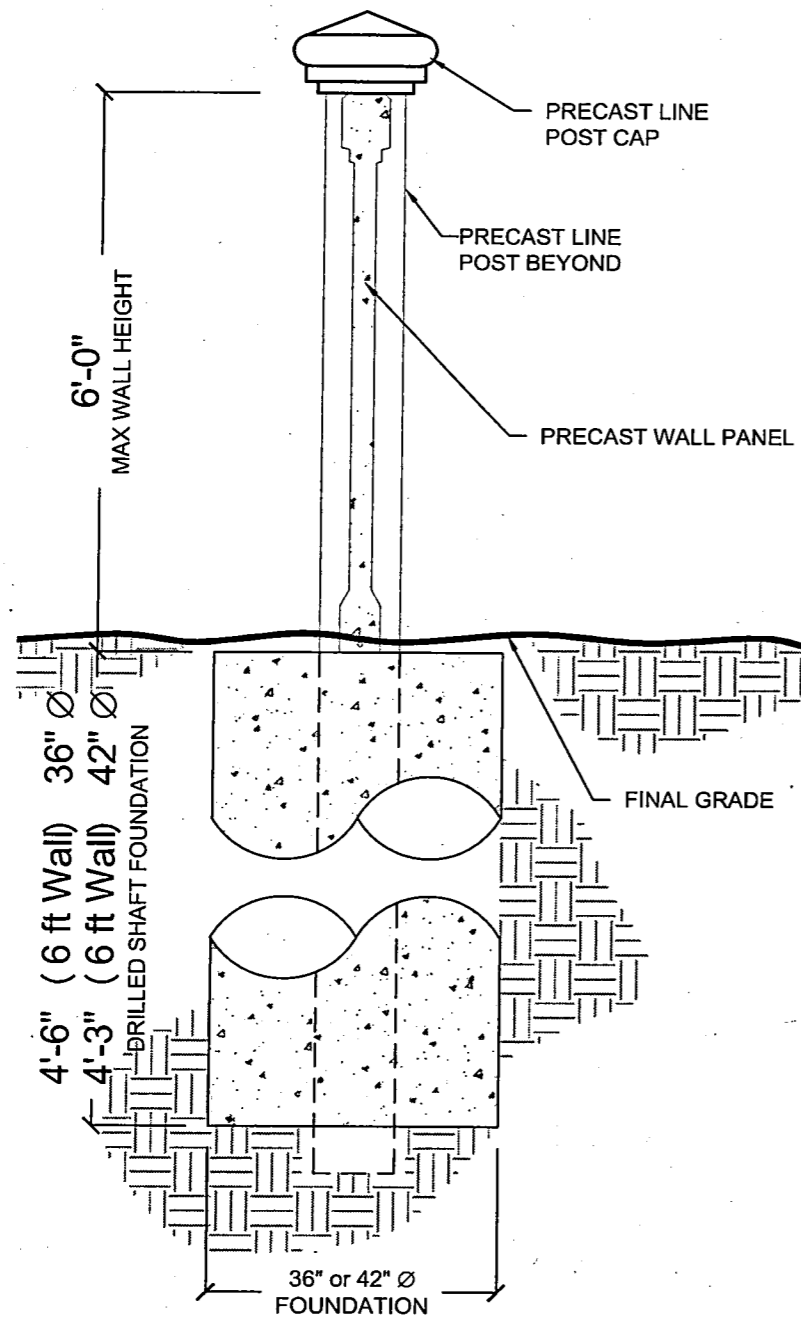 PRECAST LINE
POST CAP
PRECAST LINE
POST BEYOND
6'-0"
MAX WALL HEIGHT
PRECAST WALL PANEL
FINAL GRADE
4'-6" ( 6 ft Wall) 36" Ø
4'-3" ( 6 ft Wall) 42" Ø
DRILLED SHAFT FOUNDATION
36" or 42" Ø
FOUNDATION